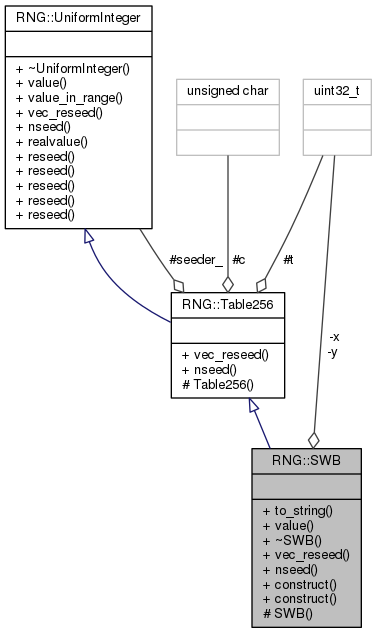 RNG::UniformInteger
+ ~UniformInteger()
+ value()
+ value_in_range()
+ vec_reseed()
+ nseed()
+ realvalue()
+ reseed()
+ reseed()
+ reseed()
+ reseed()
+ reseed()
unsigned char
uint32_t
#seeder_
#c
#t
RNG::Table256
+ vec_reseed()
+ nseed()
# Table256()
-x
-y
RNG::SWB
+ to_string()
+ value()
+ ~SWB()
+ vec_reseed()
+ nseed()
+ construct()
+ construct()
# SWB()